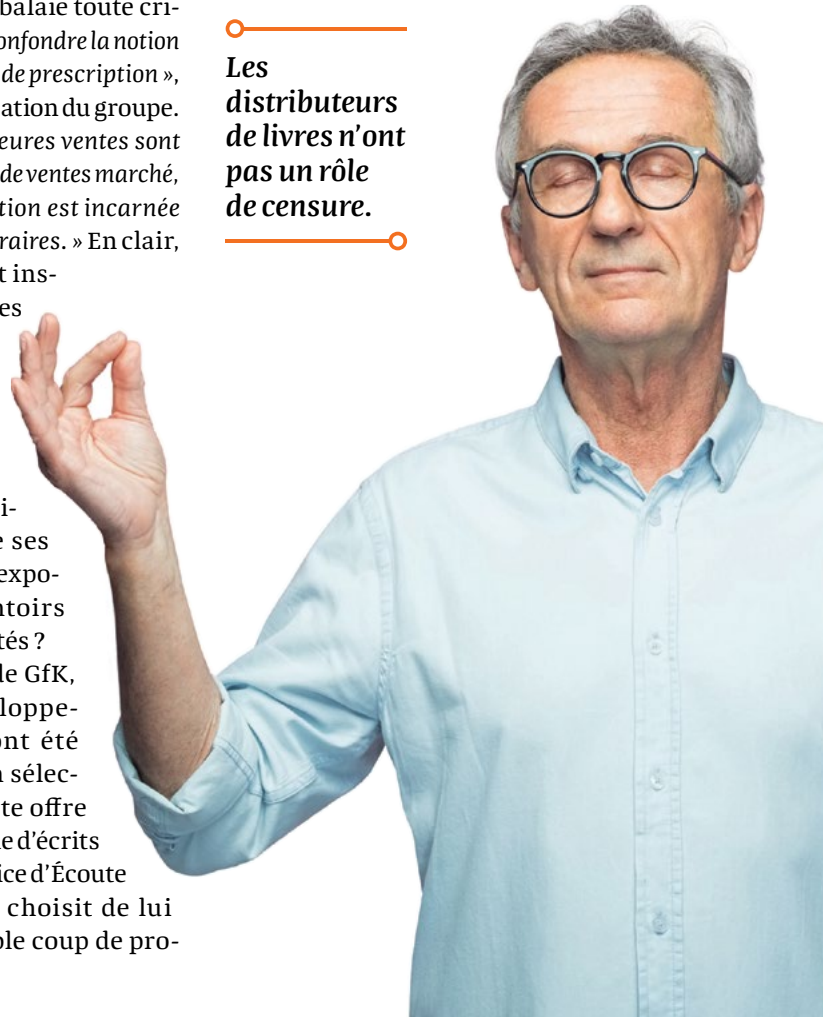 balaie toute cri-
onfondre la notion
de prescription »,
ation du groupe.
eures ventes sont
de ventes marché,
tion est incarnée
raires. » En clair,
t ins-
es
i-
e ses
expo-
ntoirs
tés ?
de GfK,
loppe-
ont été
n sélec-
te offre
e d'écrits
ice d'Écoute
choisit de lui
ble coup de pro-
Les
distributeurs
de livres n'ont
pas un rôle
de censure.